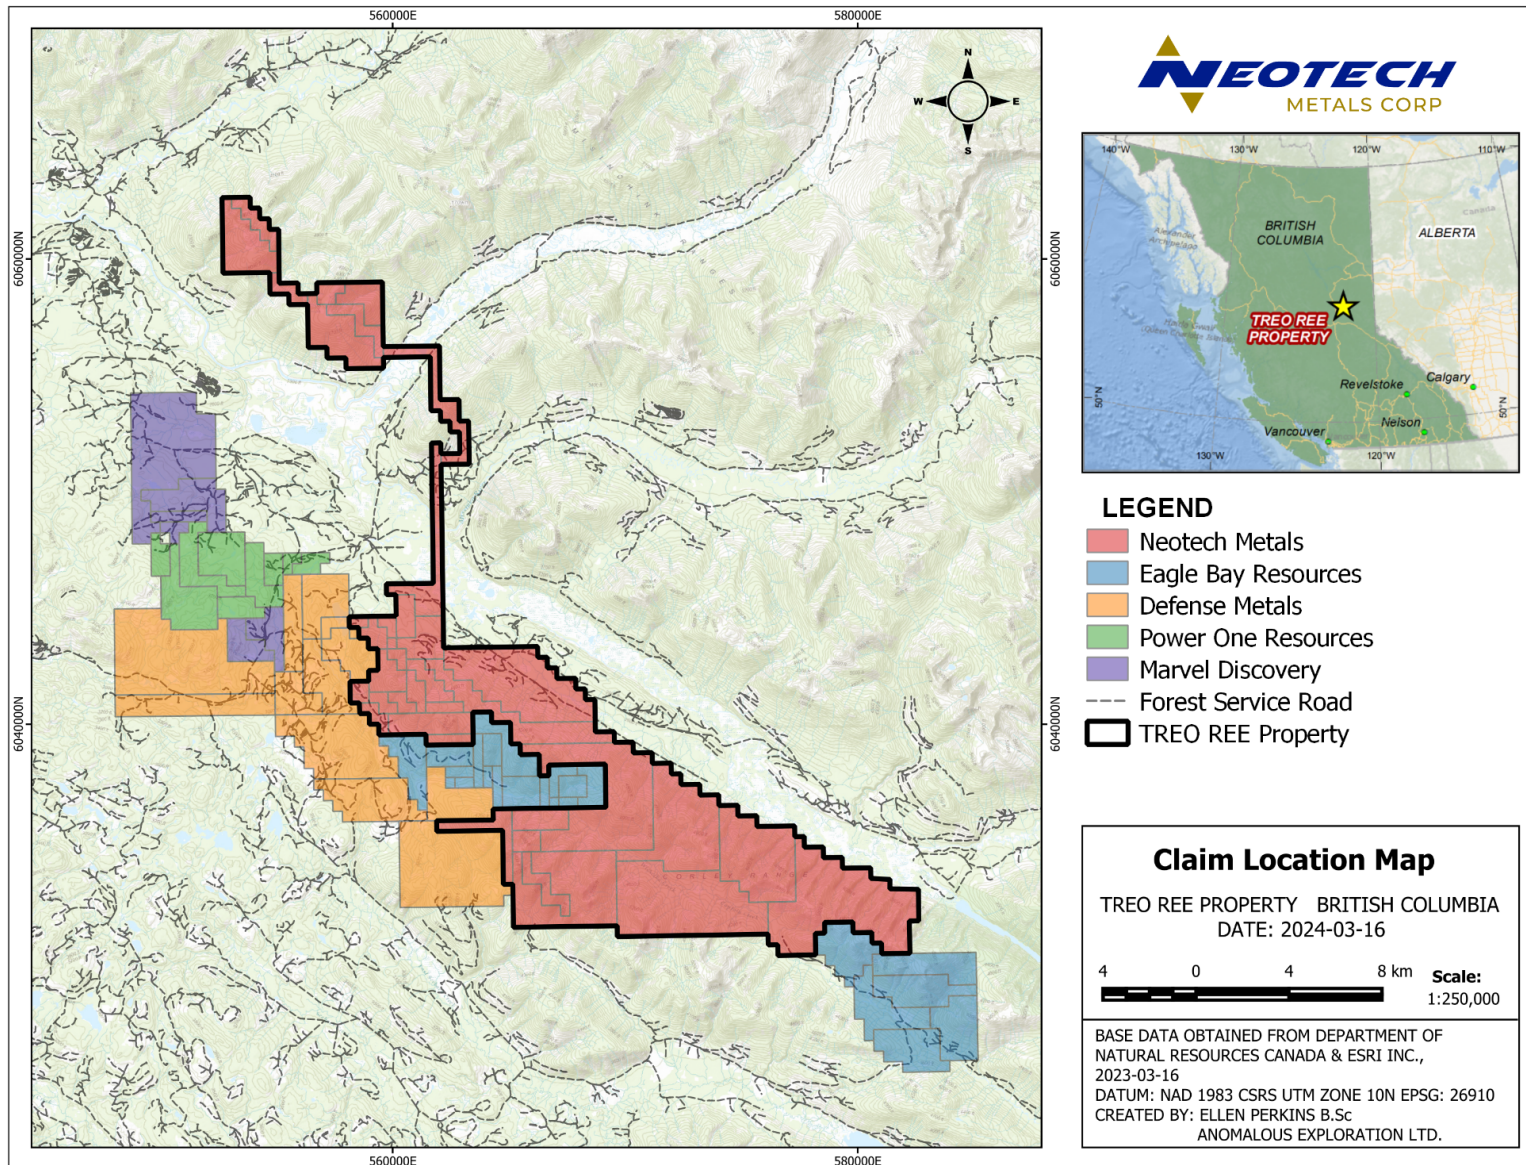 560000E
580000E
N
W
E
S
6060000N
6060000N
6040000N
6040000N
560000E
580000E
NEOTECH
METALS CORP
140°W
130°W
120°W
110°W
BRITISH
COLUMBIA
ALBERTA
Canada
Alexander
Archipelago
TREO REE
PROPERTY
Revelstoke
Calgary
Nelson
Vancouver
50°N
50°N
130°W
120°W
LEGEND
Neotech Metals
Eagle Bay Resources
Defense Metals
Power One Resources
Marvel Discovery
Forest Service Road
TREO REE Property
Claim Location Map
TREO REE PROPERTY BRITISH COLUMBIA
DATE: 2024-03-16
4 0 4 8 km
Scale:
1:250,000
BASE DATA OBTAINED FROM DEPARTMENT OF
NATURAL RESOURCES CANADA & ESRI INC.,
2023-03-16
DATUM: NAD 1983 CSRS UTM ZONE 10N EPSG: 26910
CREATED BY: ELLEN PERKINS B.Sc
ANOMALOUS EXPLORATION LTD.